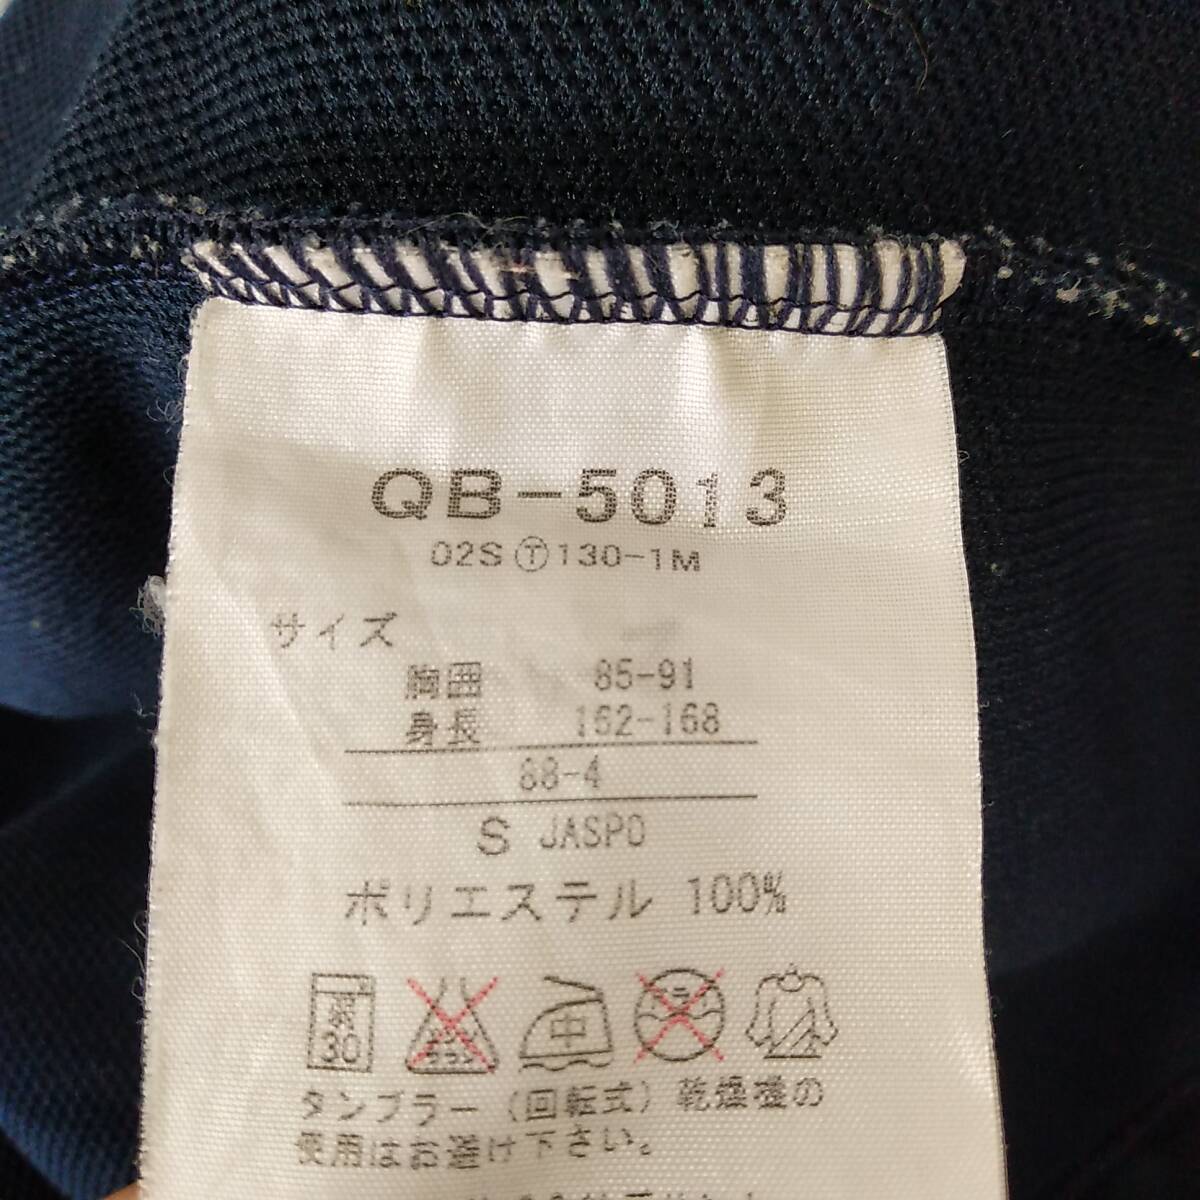 QB-5013
02SⓉ130-1M
サイズ
胸囲 85-91
身長 162-168
88-4
S JASPO
ポリエステル 100%
弱 30 中
タンブラー(回転式)乾燥機の
使用はお避け下さい。